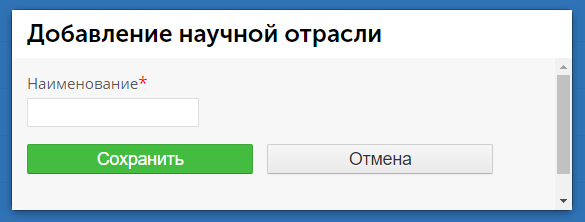 Добавление научной отрасли
Наименование*
Сохранить Отмена